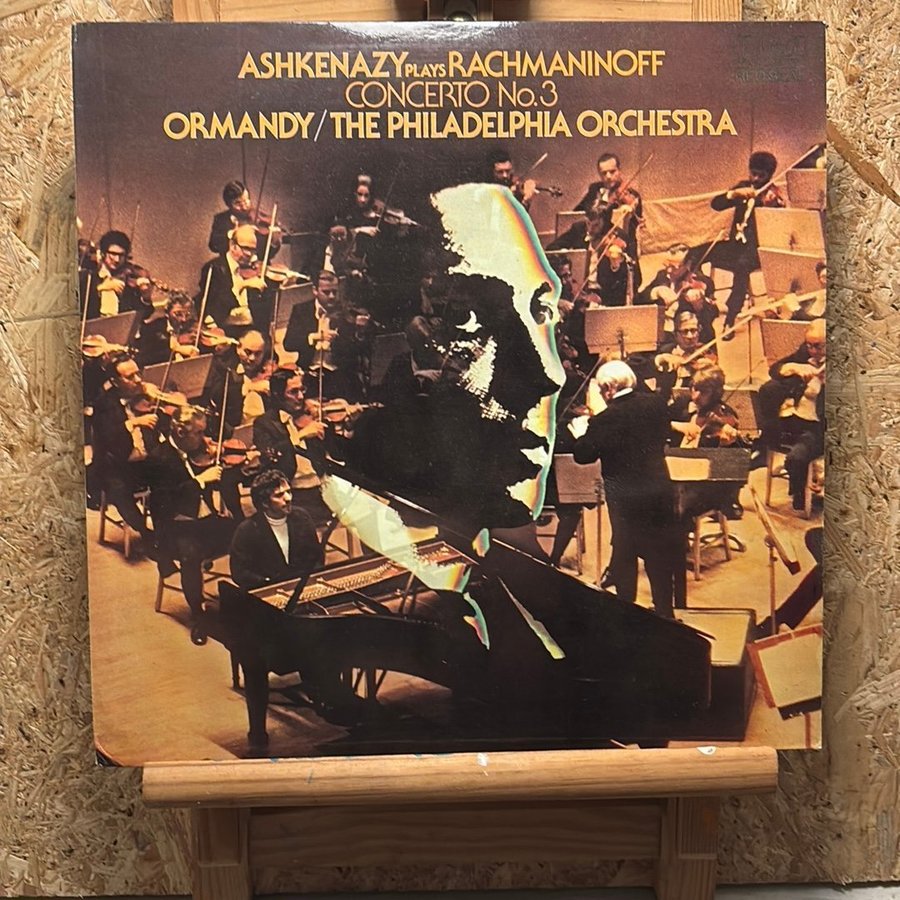 ASHKENAZY PLAYS RACHMANINOFF
CONCERTO No.3
ORMANDY/THE PHILADELPHIA ORCHESTRA